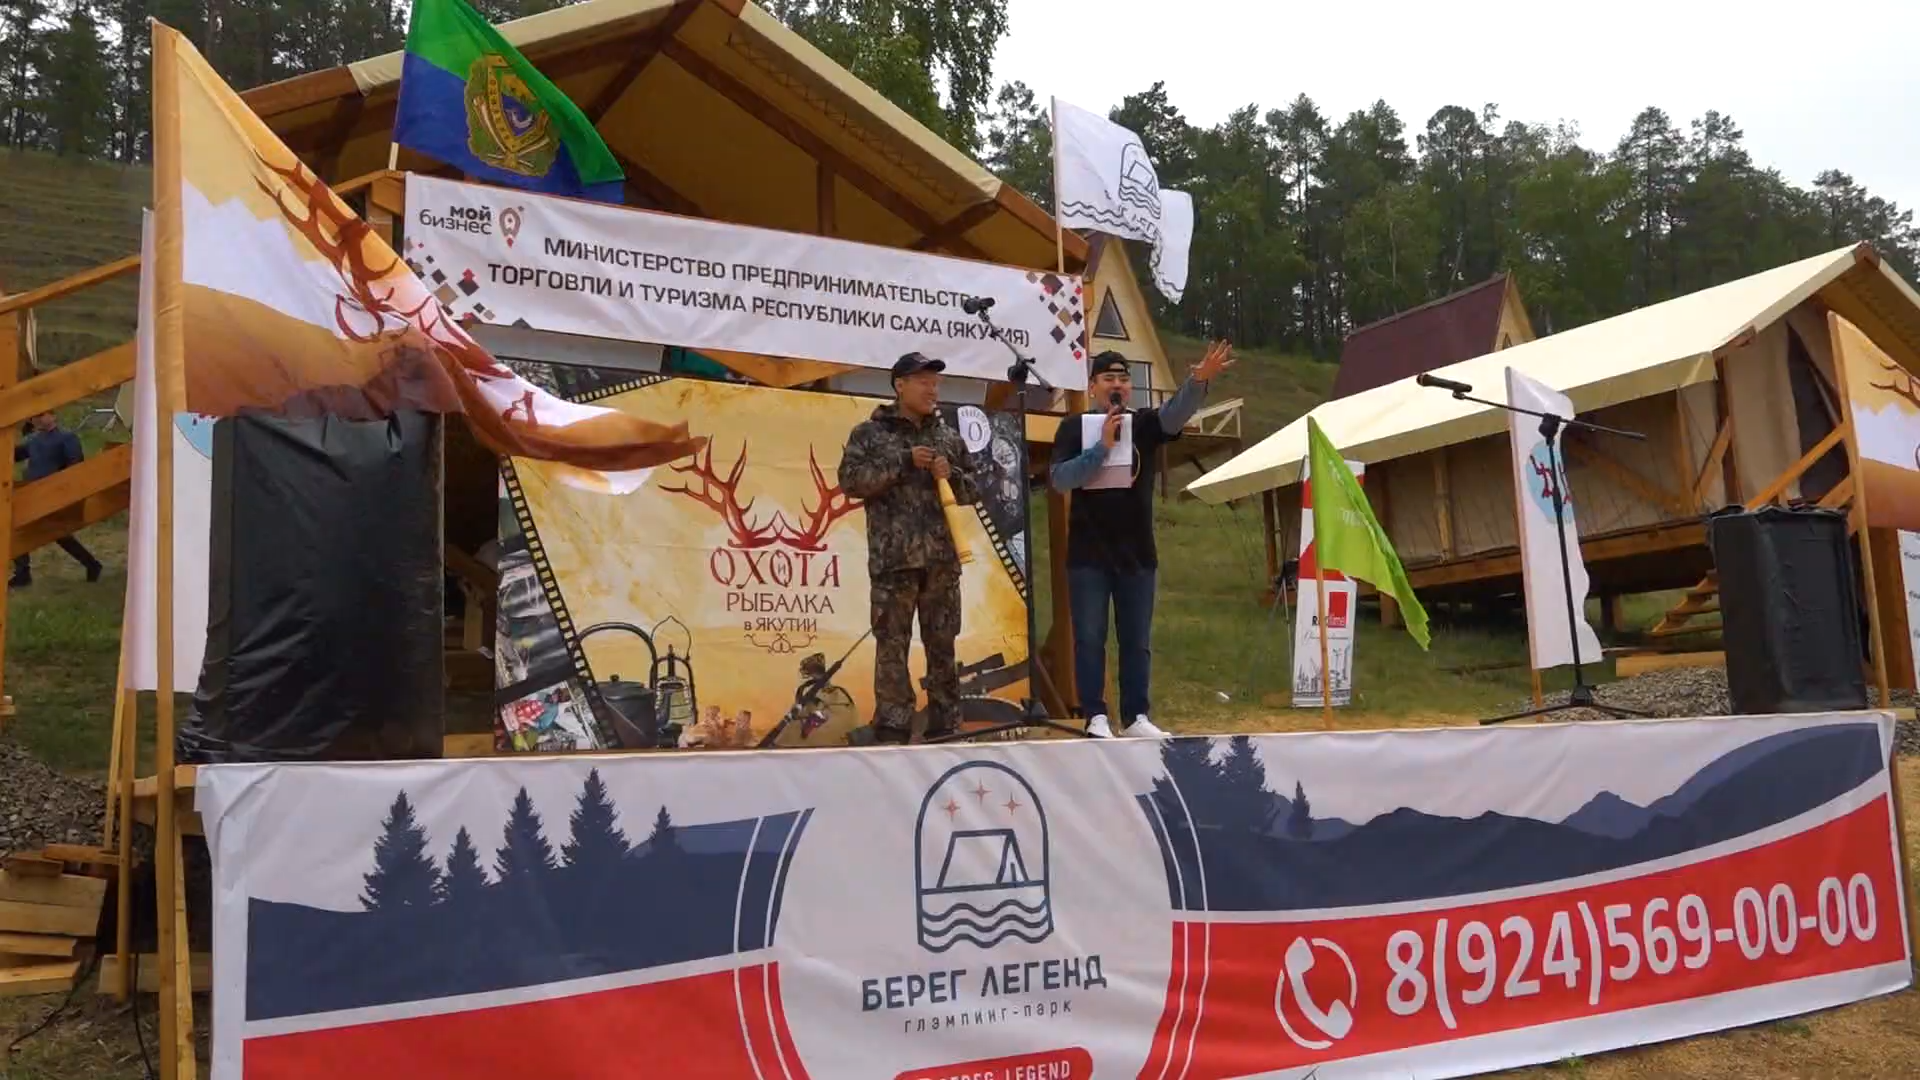 мой
бизнес
МИНИСТЕРСТВО ПРЕДПРИНИМАТЕЛЬСТВА
ТОРГОВЛИ И ТУРИЗМА РЕСПУБЛИКИ САХА (ЯКУТИЯ)
ОХОТА
И
РЫБАЛКА
в ЯКУТИИ
БЕРЕГ ЛЕГЕНД
глэмпинг-парк
8(924)569-00-00
LEGEND